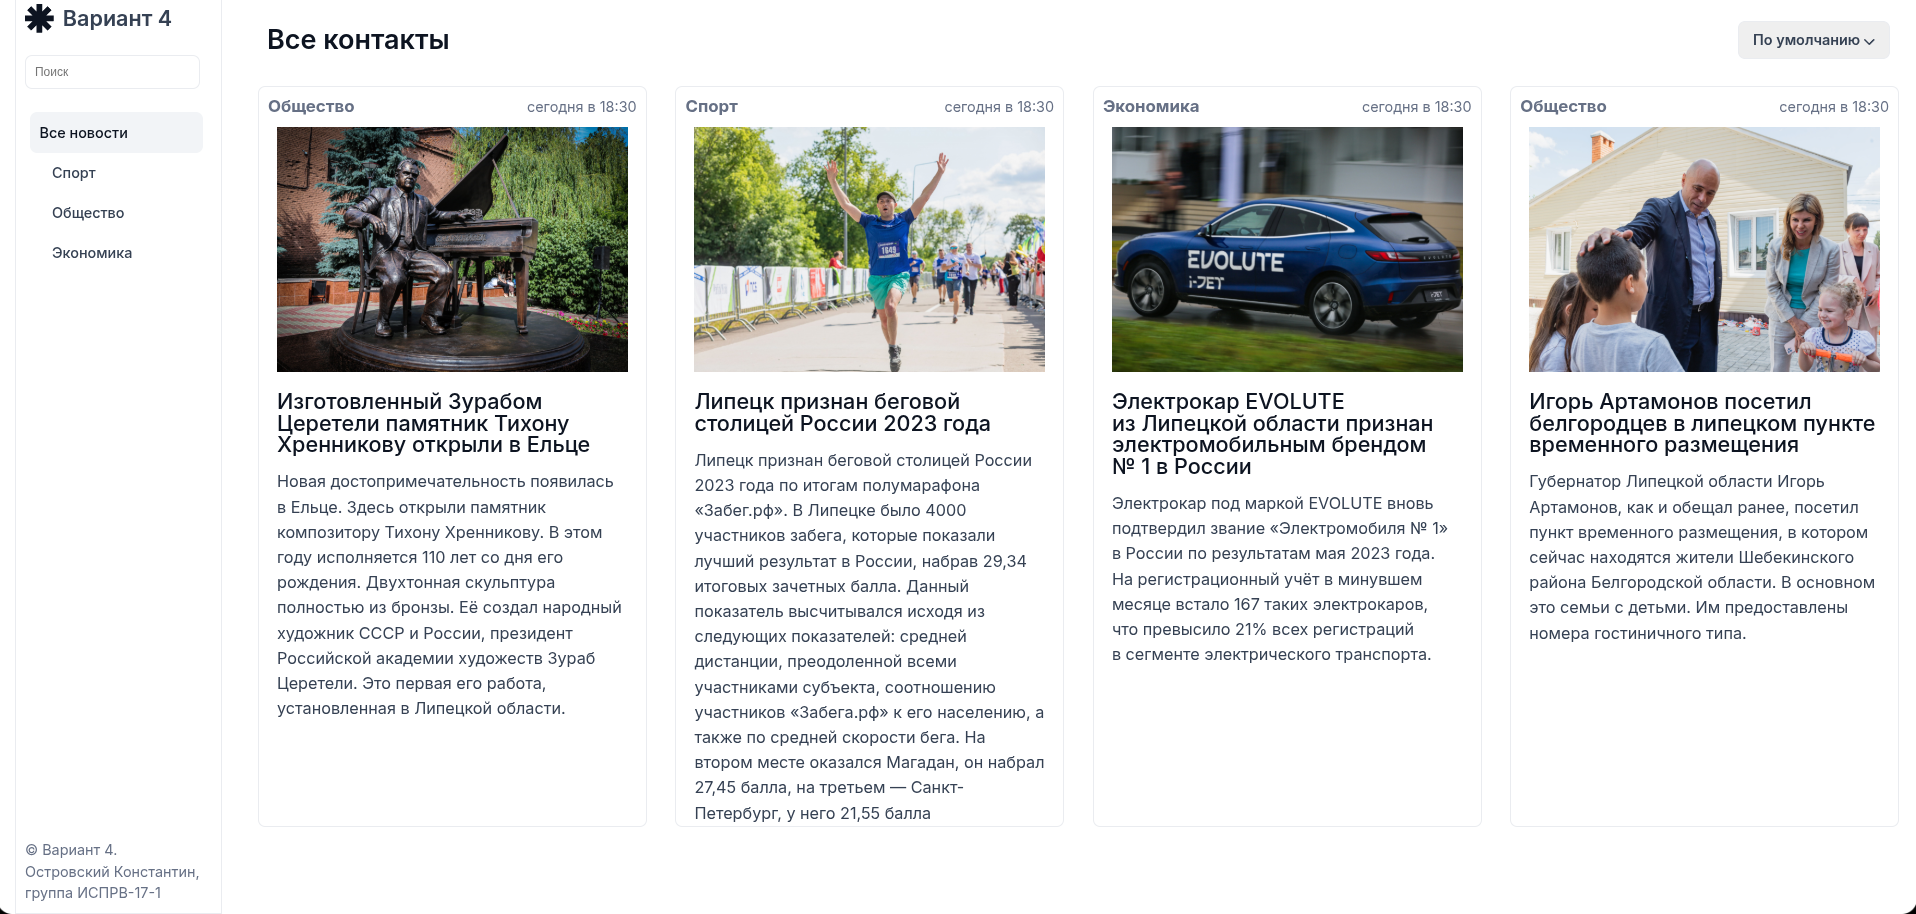 Вариант 4
Поиск
Все новости
Спорт
Общество
Экономика
© Вариант 4.
Островский Константин,
группа ИСПРВ-17-1
Все контакты
По умолчанию
Общество
сегодня в 18:30
Изготовленный Зурабом
Церетели памятник Тихону
Хренникову открыли в Ельце
Новая достопримечательность появилась
в Ельце. Здесь открыли памятник
композитору Тихону Хренникову. В этом
году исполняется 110 лет со дня его
рождения. Двухтонная скульптура
полностью из бронзы. Её создал народный
художник СССР и России, президент
Российской академии художеств Зураб
Церетели. Это первая его работа,
установленная в Липецкой области.
Спорт
сегодня в 18:30
1949
Липецк признан беговой
столицей России 2023 года
Липецк признан беговой столицей России
2023 года по итогам полумарафона
«Забег.рф». В Липецке было 4000
участников забега, которые показали
лучший результат в России, набрав 29,34
итоговых зачетных балла. Данный
показатель высчитывался исходя из
следующих показателей: средней
дистанции, преодоленной всеми
участниками субъекта, соотношению
участников «Забега.рф» к его населению, а
также по средней скорости бега. На
втором месте оказался Магадан, он набрал
27,45 балла, на третьем — Санкт-
Петербург, у него 21,55 балла
Экономика
сегодня в 18:30
EVOLUTE
i-JET
Электрокар EVOLUTE
из Липецкой области признан
электромобильным брендом
№ 1 в России
Электрокар под маркой EVOLUTE вновь
подтвердил звание «Электромобиля № 1»
в России по результатам мая 2023 года.
На регистрационный учёт в минувшем
месяце встало 167 таких электрокаров,
что превысило 21% всех регистраций
в сегменте электрического транспорта.
Общество
сегодня в 18:30
Игорь Артамонов посетил
белгородцев в липецком пункте
временного размещения
Губернатор Липецкой области Игорь
Артамонов, как и обещал ранее, посетил
пункт временного размещения, в котором
сейчас находятся жители Шебекинского
района Белгородской области. В основном
это семьи с детьми. Им предоставлены
номера гостиничного типа.